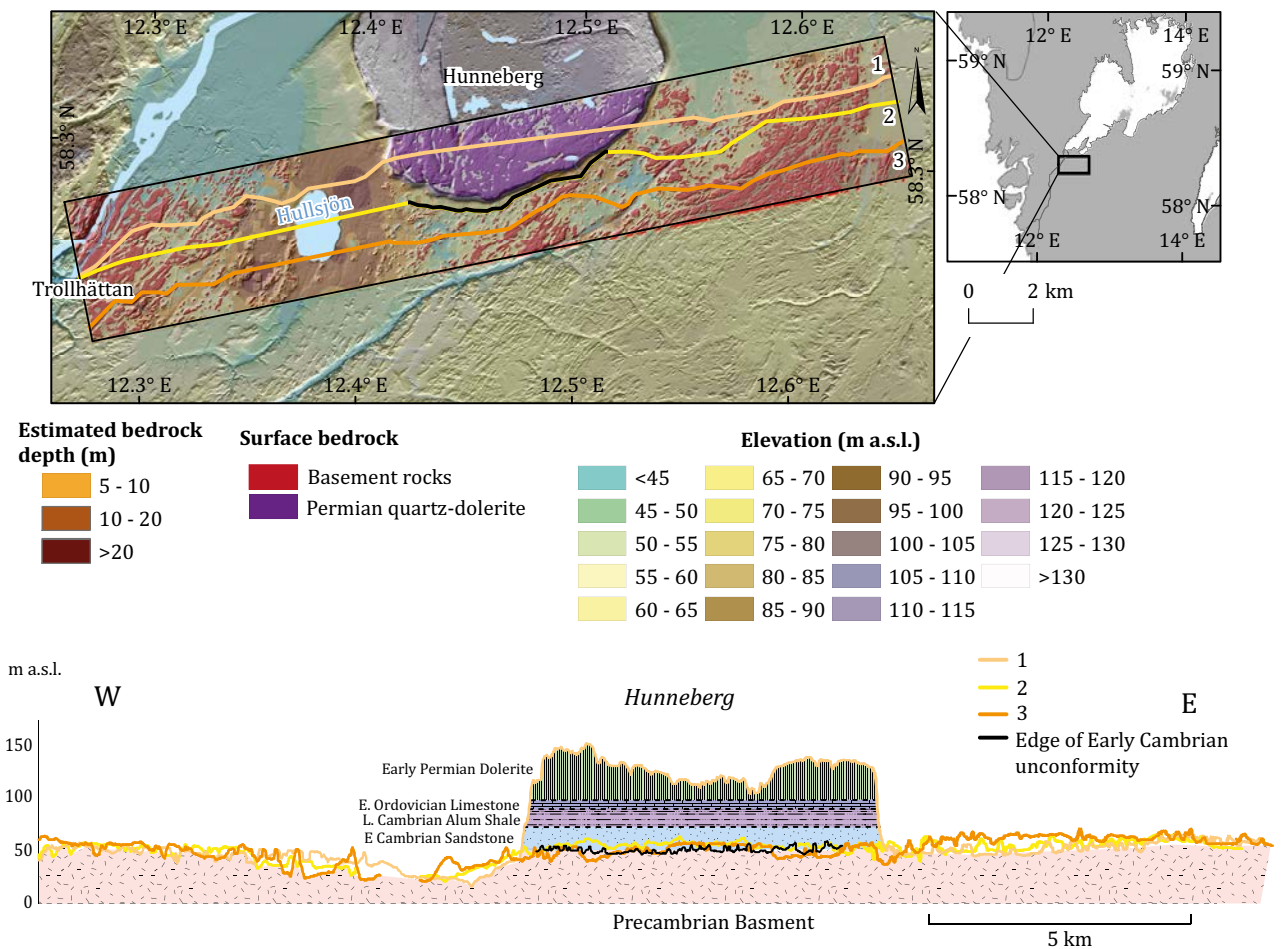 12.3° E
12.4° E
12.5° E
12.6° E
Hunneberg
58.3° N
58.3° N
N
1
2
3
Hullsjön
Trollhättan
12.3° E
12.4° E
12.5° E
12.6° E
12° E
14° E
59° N
59° N
58° N
58° N
12° E
14° E
0
2 km
Estimated bedrock
depth (m)
5 - 10
10 - 20
>20
Surface bedrock
Basement rocks
Permian quartz-dolerite
Elevation (m a.s.l.)
<45
45 - 50
50 - 55
55 - 60
60 - 65
65 - 70
70 - 75
75 - 80
80 - 85
85 - 90
90 - 95
95 - 100
100 - 105
105 - 110
110 - 115
115 - 120
120 - 125
125 - 130
>130
m a.s.l.
W
Hunneberg
E
1
2
3
Edge of Early Cambrian
unconformity
150
100
50
0
Early Permian Dolerite
E. Ordovician Limestone
L. Cambrian Alum Shale
E Cambrian Sandstone
Precambrian Basment
5 km